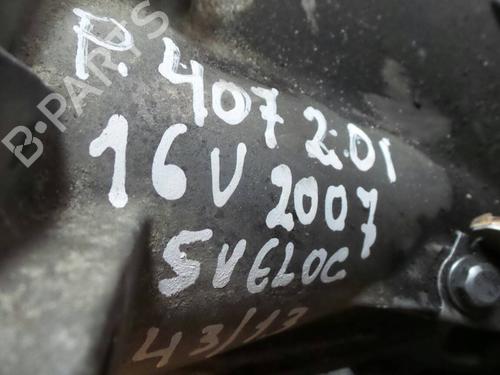 P. 407 2.0i
16V 2007
5VELOC
43/13
B-PARTS